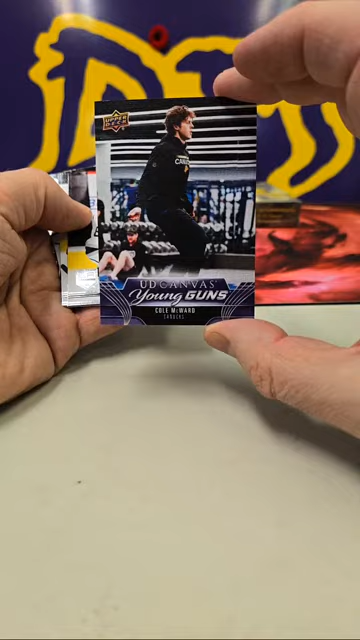 UPPER
DECK
UD CANVAS
Young GUNS
COLE McWARD
CANUCKS